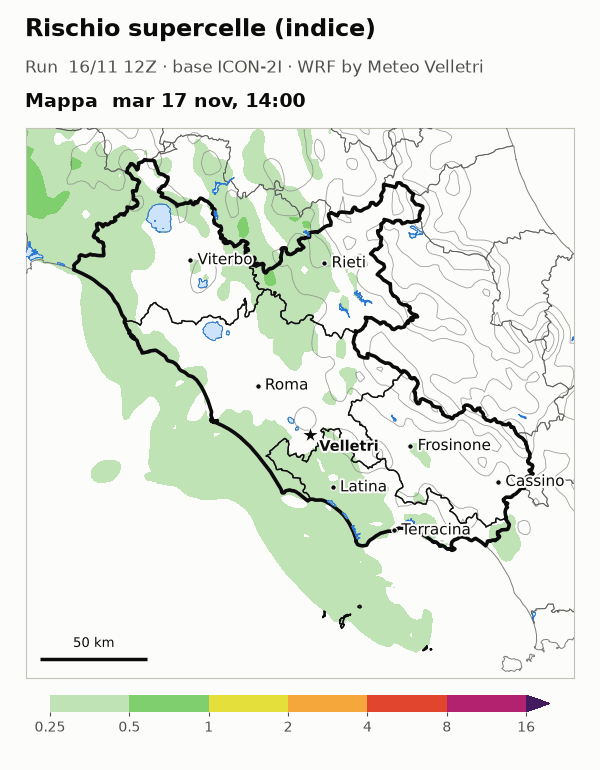 Rischio supercelle (indice)
Run  16/11 12Z · base ICON-2I · WRF by Meteo Velletri
Mappa  mar 17 nov, 14:00
Viterbo
Rieti
Roma
Velletri
Frosinone
Latina
Cassino
Terracina
50 km
0.25 0.5 1 2 4 8 16